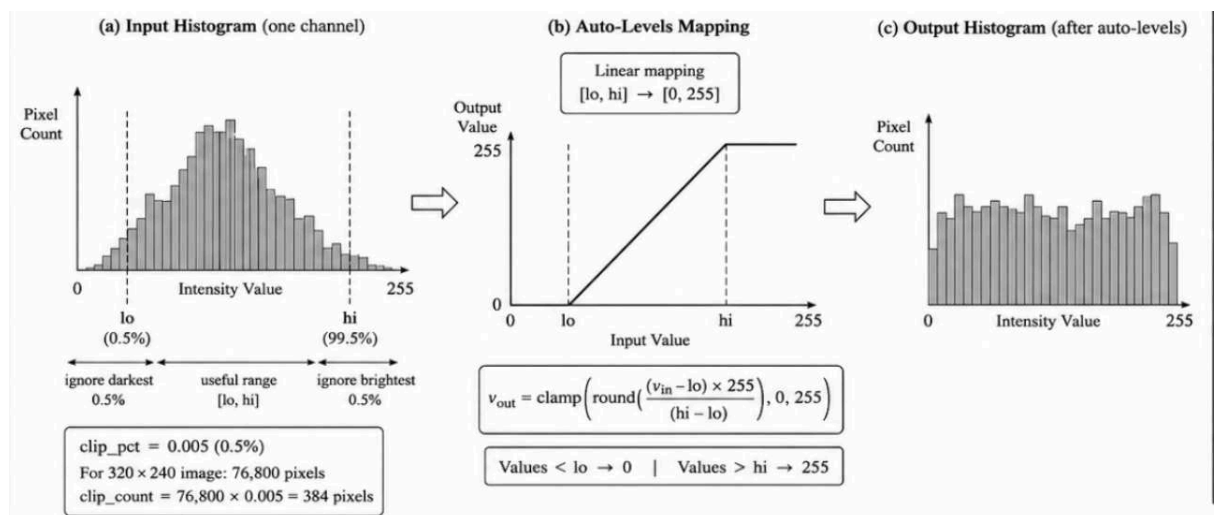 (a) Input Histogram (one channel)
Pixel
Count
0
Intensity Value
255
lo
(0.5%)
hi
(99.5%)
ignore darkest
0.5%
useful range
[lo, hi]
ignore brightest
0.5%
clip_pct = 0.005 (0.5%)
For 320 × 240 image: 76,800 pixels
clip_count = 76,800 × 0.005 = 384 pixels
(b) Auto-Levels Mapping
Linear mapping
[lo, hi] → [0, 255]
Output
Value
255
0
0
lo
hi
255
Input Value
v_out = clamp(round((v_in − lo) × 255 / (hi − lo)), 0, 255)
Values < lo → 0 | Values > hi → 255
(c) Output Histogram (after auto-levels)
Pixel
Count
0
Intensity Value
255